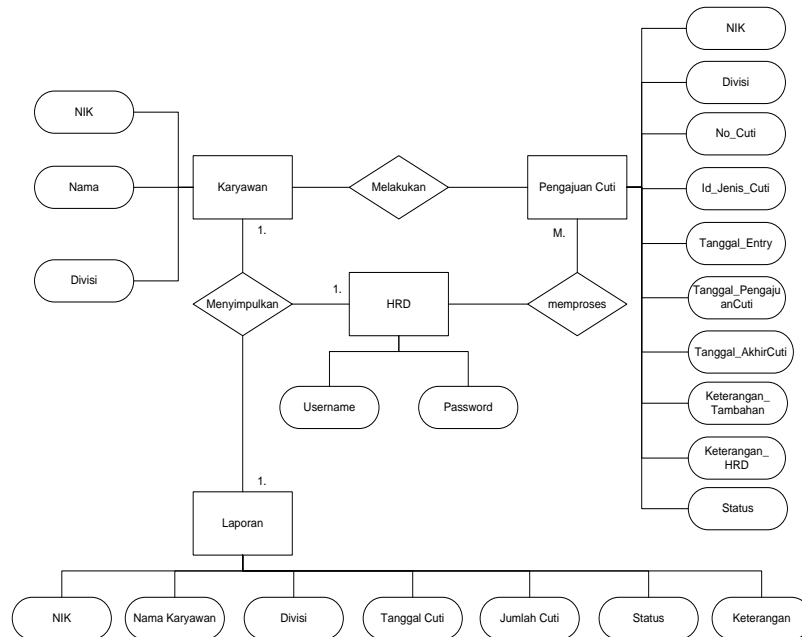 NIK
Divisi
NIK
No_Cuti
Karyawan
Melakukan
Pengajuan Cuti
Nama
Id_Jenis_Cuti
1.
M.
Tanggal_Entry
Divisi
1.
Menyimpulkan
HRD
memproses
Tanggal_Pengaju
anCuti
Tanggal_AkhirCuti
Username
Password
Keterangan_
Tambahan
Keterangan_
HRD
1.
Status
Laporan
NIK
Nama Karyawan
Divisi
Tanggal Cuti
Jumlah Cuti
Status
Keterangan